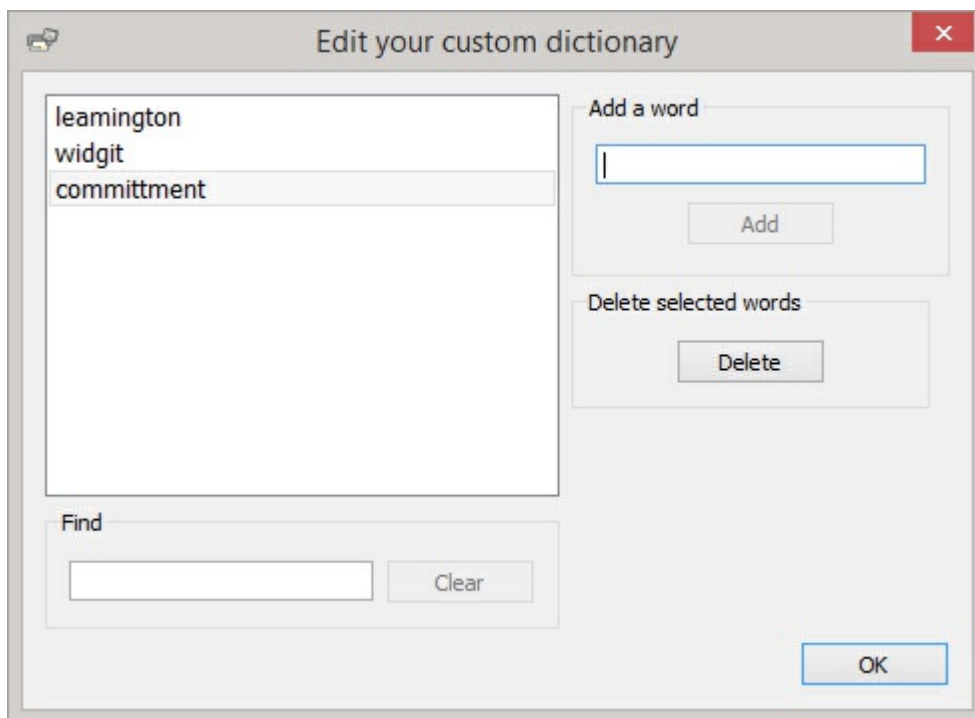 Edit your custom dictionary
leamington
widgit
committment
Add a word
Add
Delete selected words
Delete
Find
Clear
OK